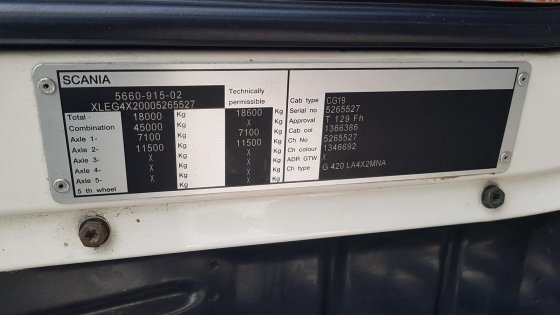 SCANIA
5660-915-02
XLEG4X20005265527
Technically
permissible
Total - 18000 Kg 18600 Kg
Combination 45000 Kg X Kg
Axle 1- 7100 Kg 7100 Kg
Axle 2- 11500 Kg 11500 Kg
Axle 3- X Kg X Kg
Axle 4- X Kg X Kg
Axle 5- X Kg X Kg
5 th wheel Kg Kg
Cab type CG19
Serial no 5265527
Approval T 129 Fh
Cab col 1366386
Ch No 5265527
Ch colour 1346692
ADR GTW X
Ch type G 420 LA4X2MNA